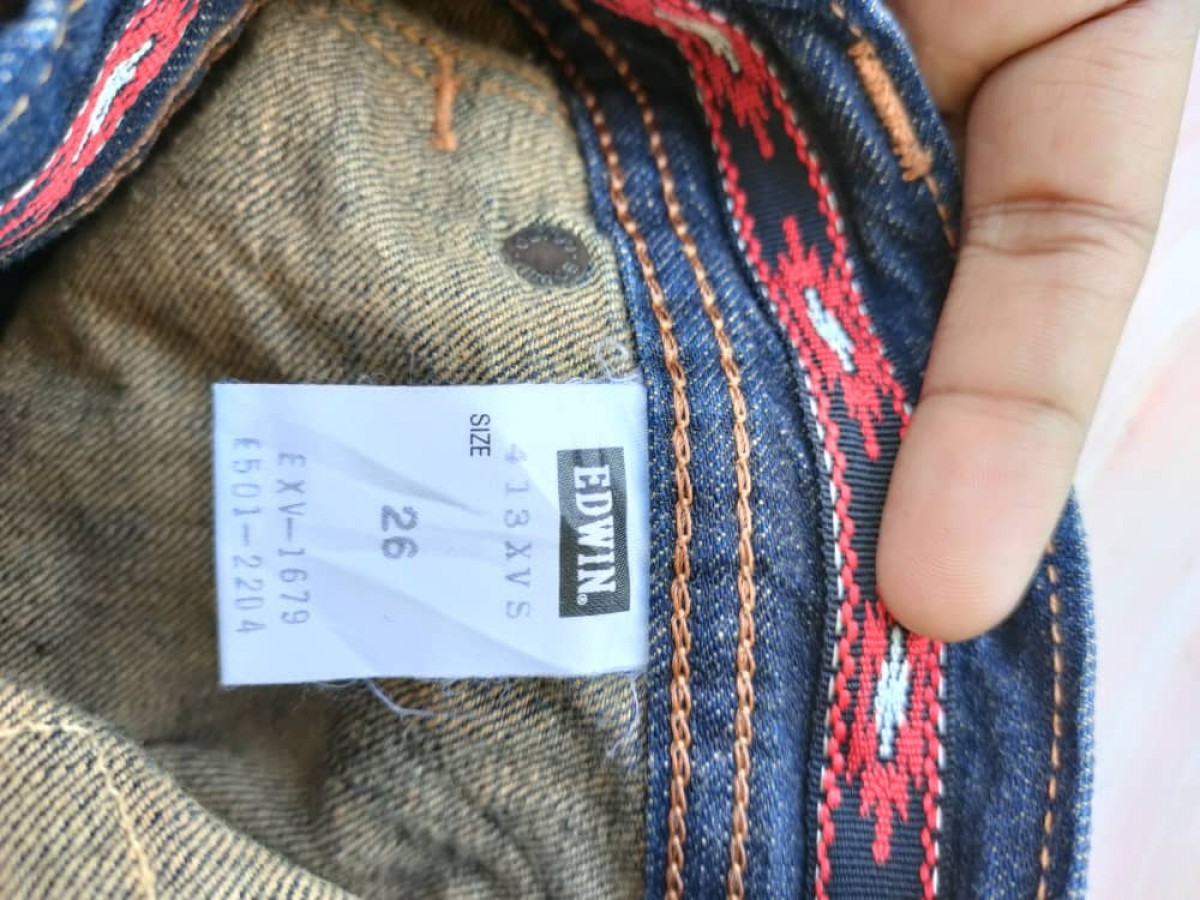 EDWIN®
413XVS
SIZE
26
EXV-1679
E501-2204